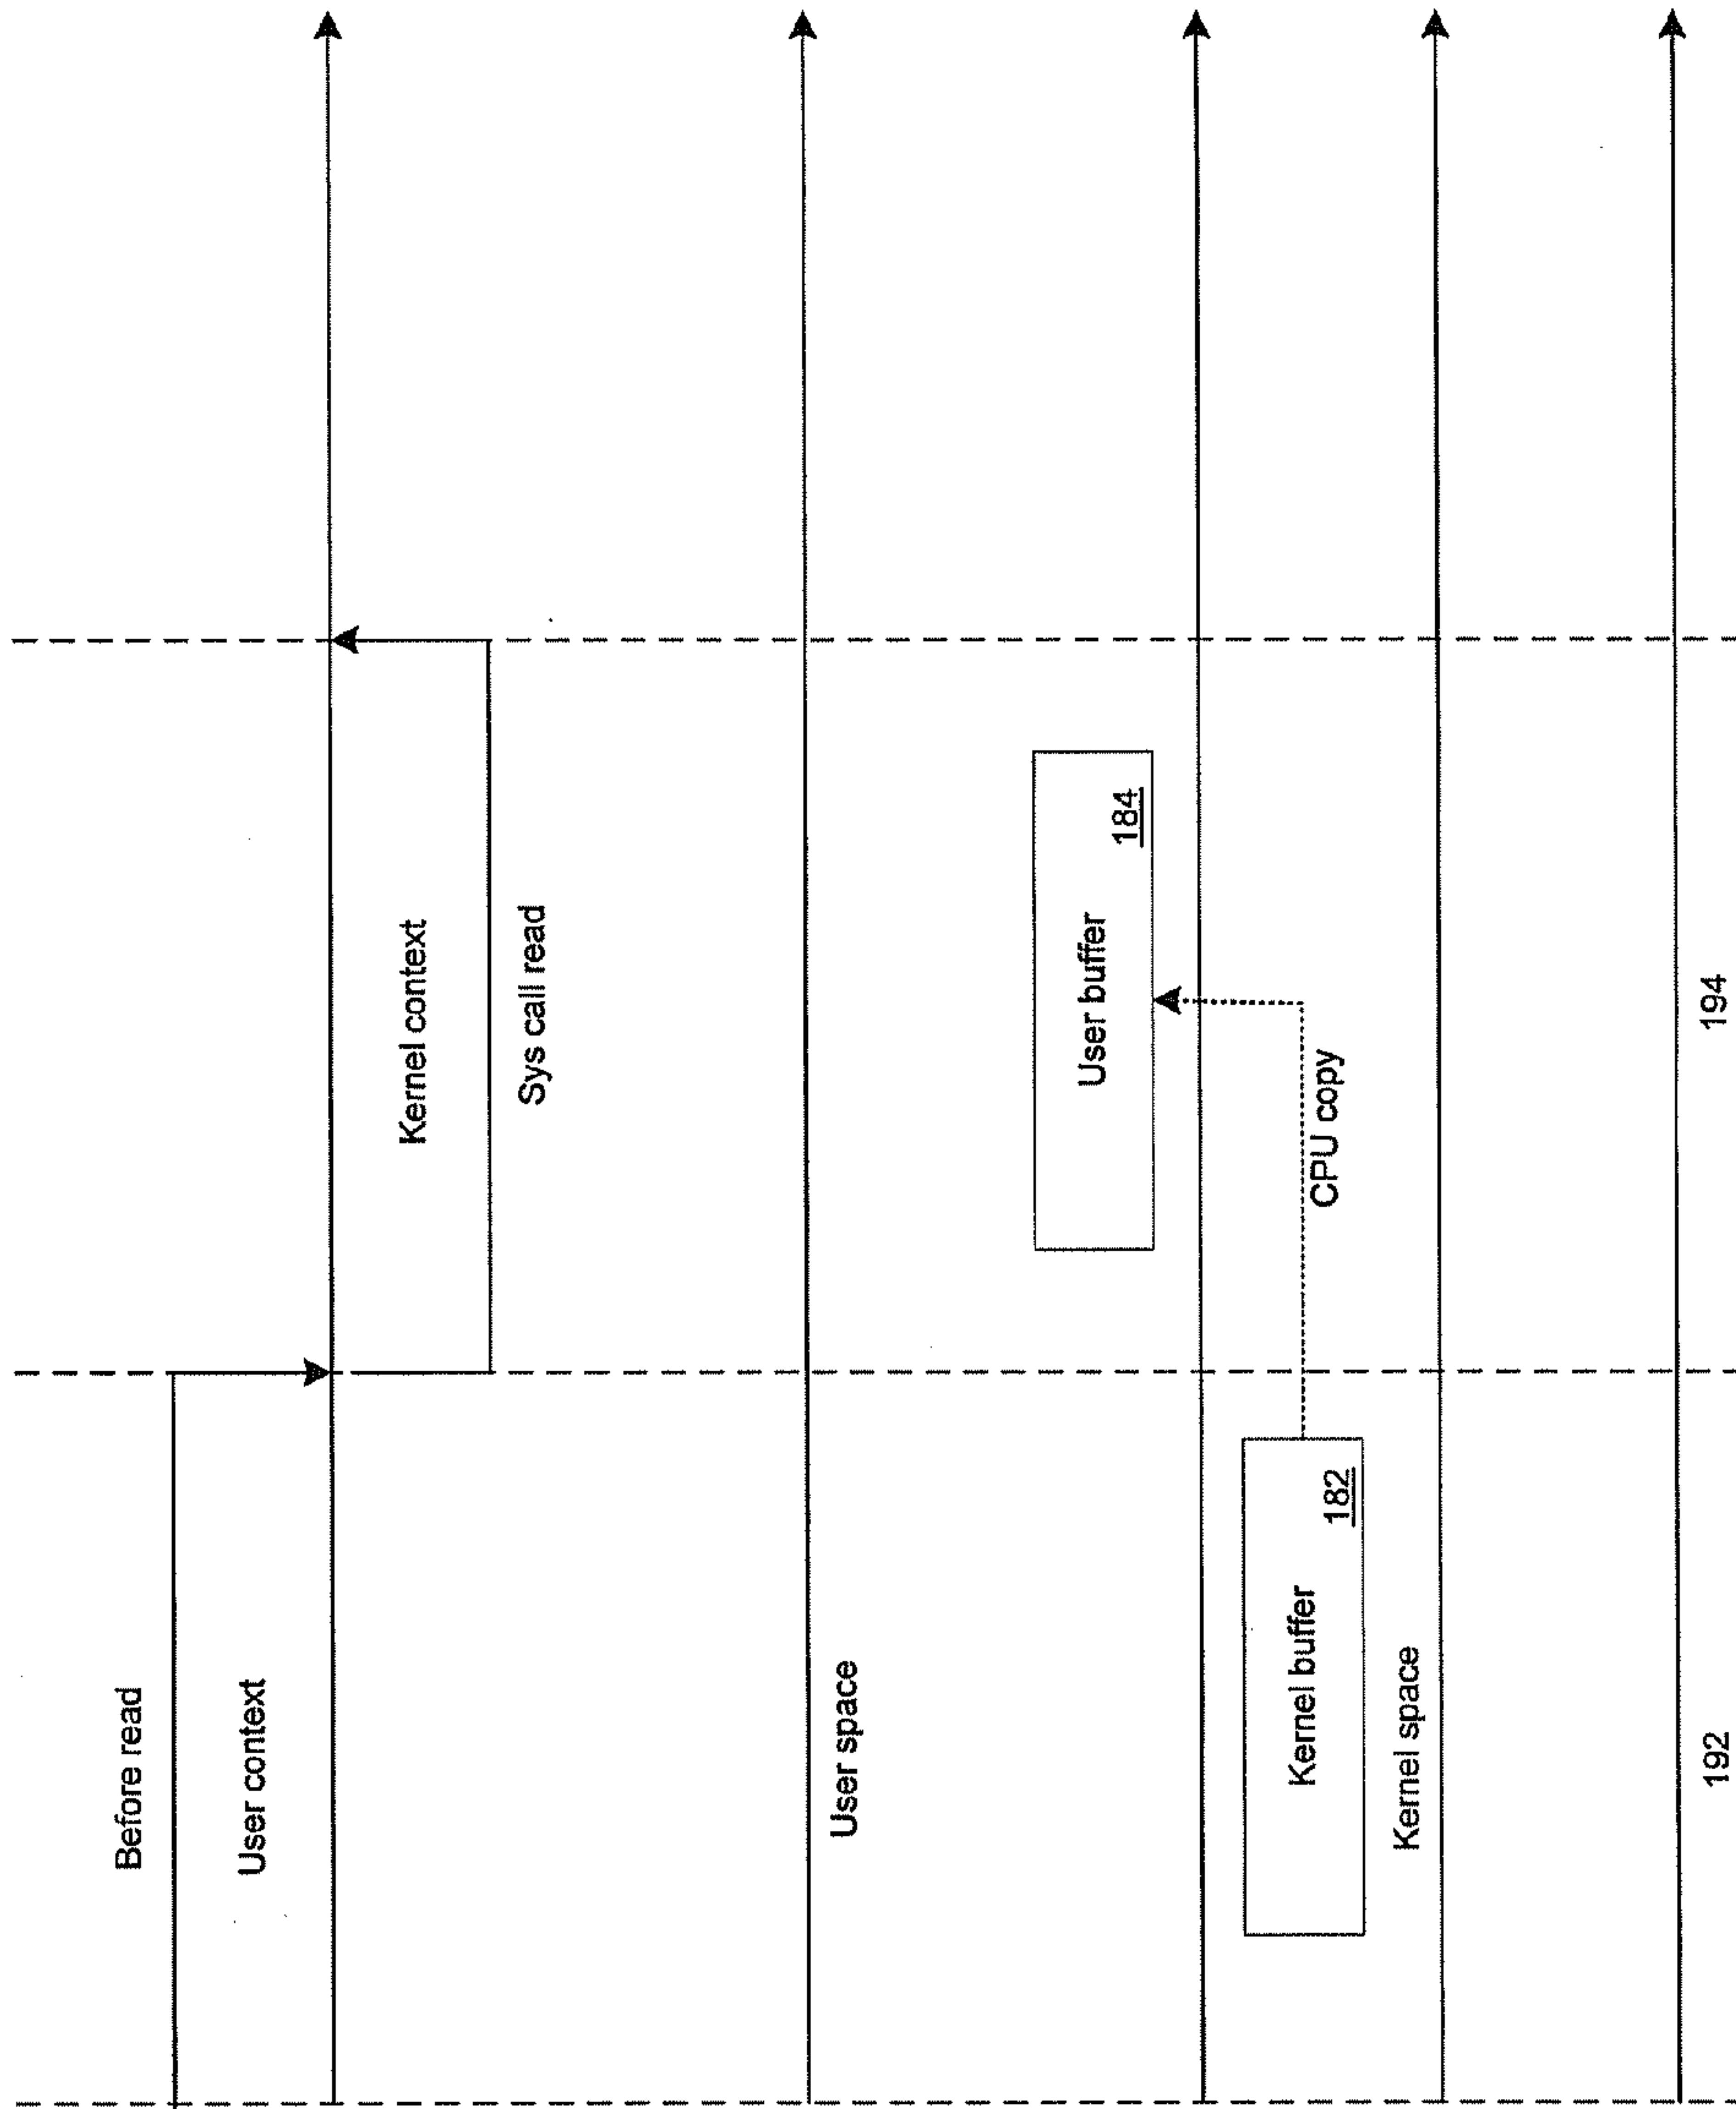 Before read
User context
Kernel context
Sys call read
User space
User buffer
184
CPU copy
Kernel buffer
182
Kernel space
192
194